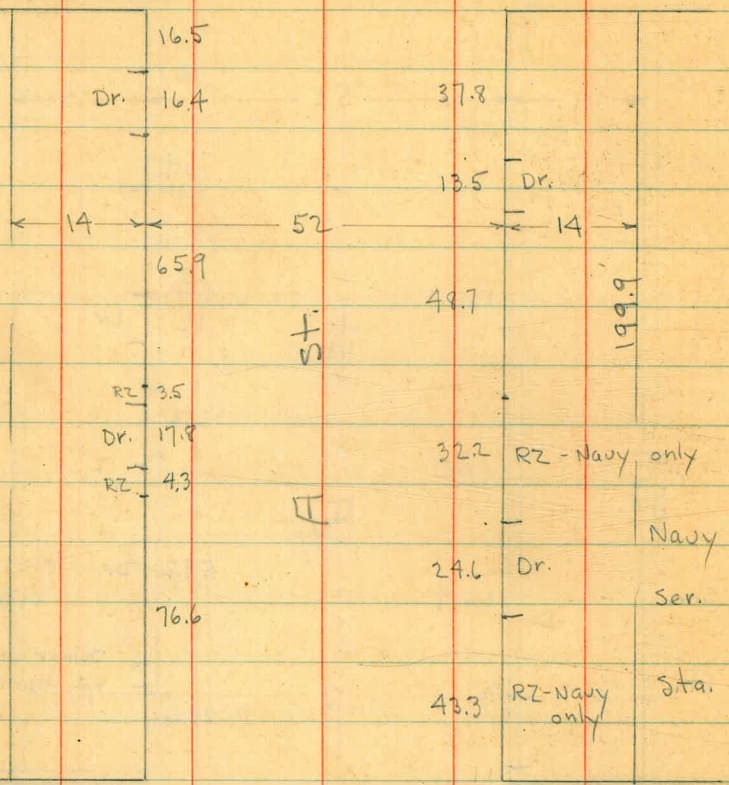 16.5
37.8
Dr. 16.4
13.5 Dr.
14 52 14
65.9
48.7
199.9
St.
RZ 3.5
Dr. 17.8
32.2 RZ-Navy only
RZ 4.3
Navy
24.6 Dr.
Ser.
76.6
Sta.
43.3 RZ-Navy
only